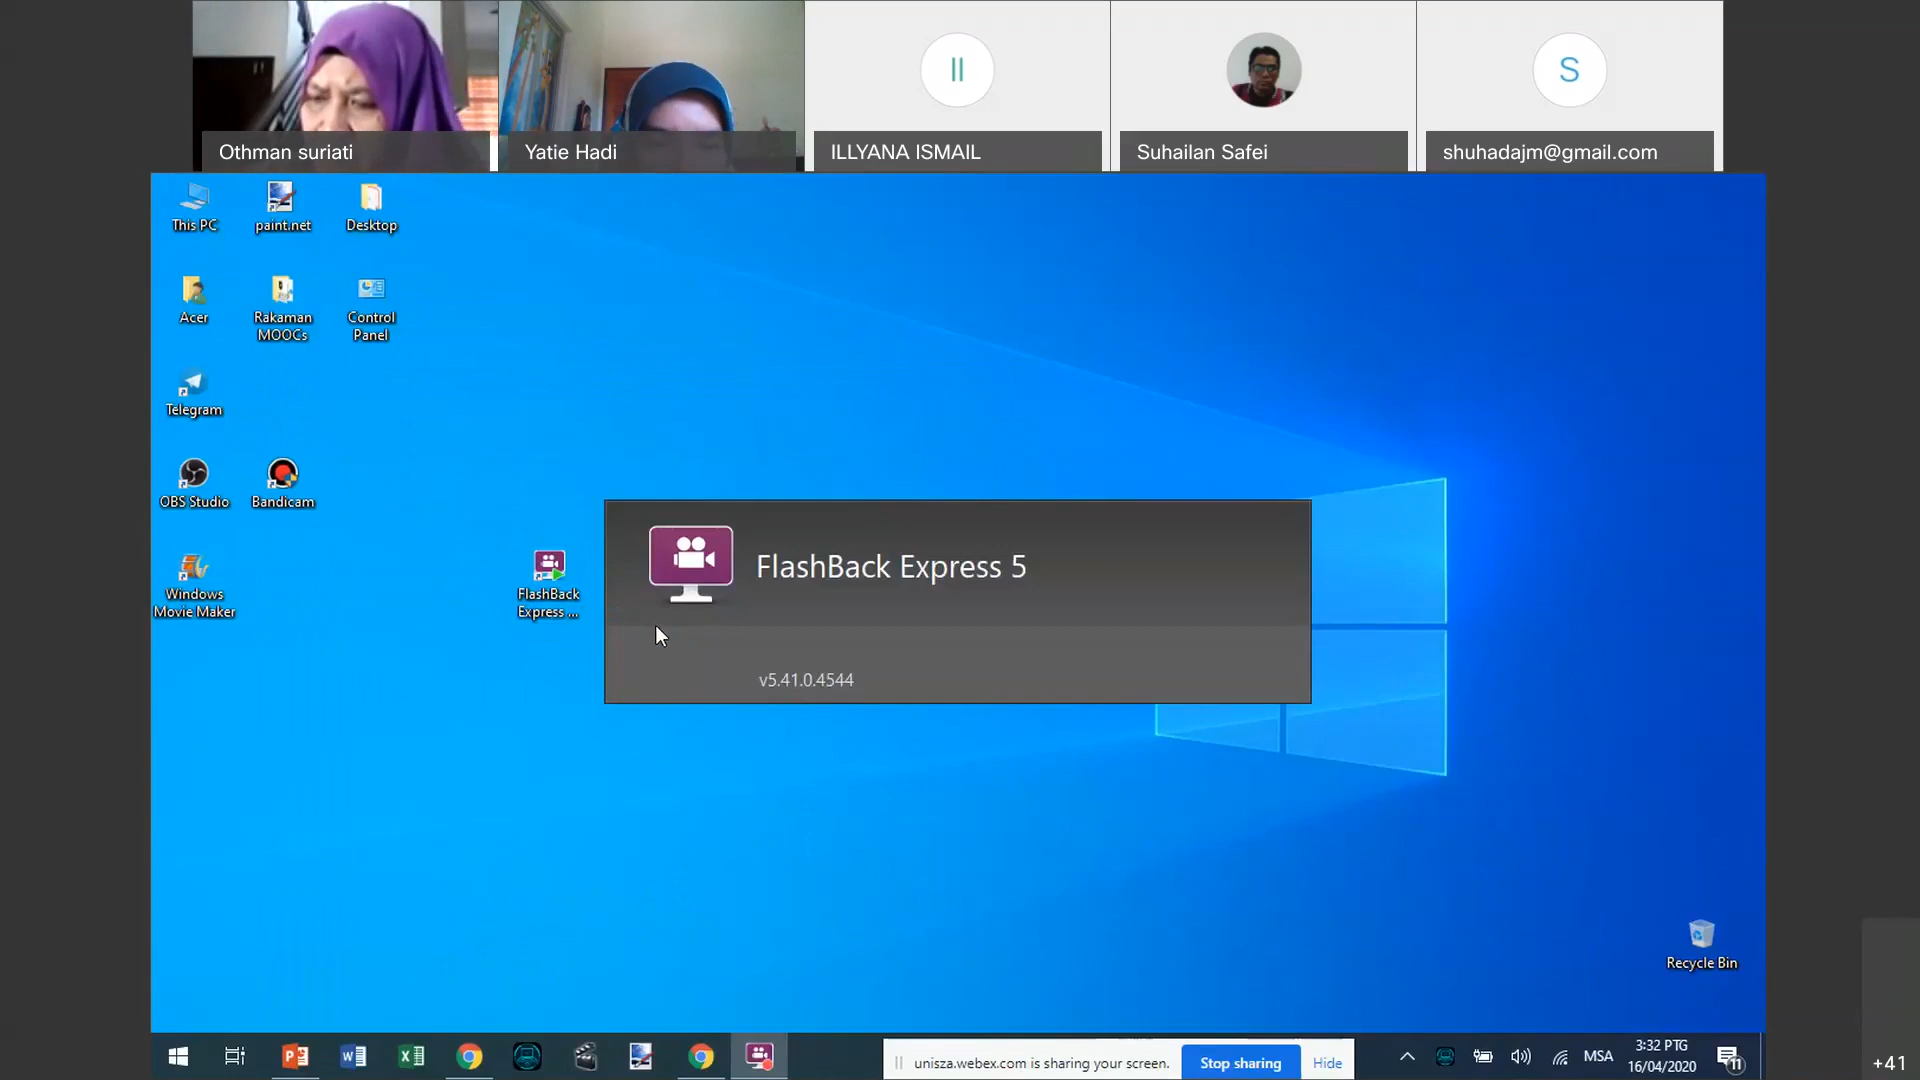 Othman suriati
Yatie Hadi
II
ILLYANA ISMAIL
Suhailan Safei
S
shuhadajm@gmail.com
This PC
paint.net
Desktop
Acer
Rakaman
MOOCs
Control
Panel
Telegram
OBS Studio
Bandicam
Windows
Movie Maker
FlashBack
Express ...
FlashBack Express 5
v5.41.0.4544
Recycle Bin
unisza.webex.com is sharing your screen.
Stop sharing
Hide
MSA
3:32 PTG
16/04/2020
11
+41